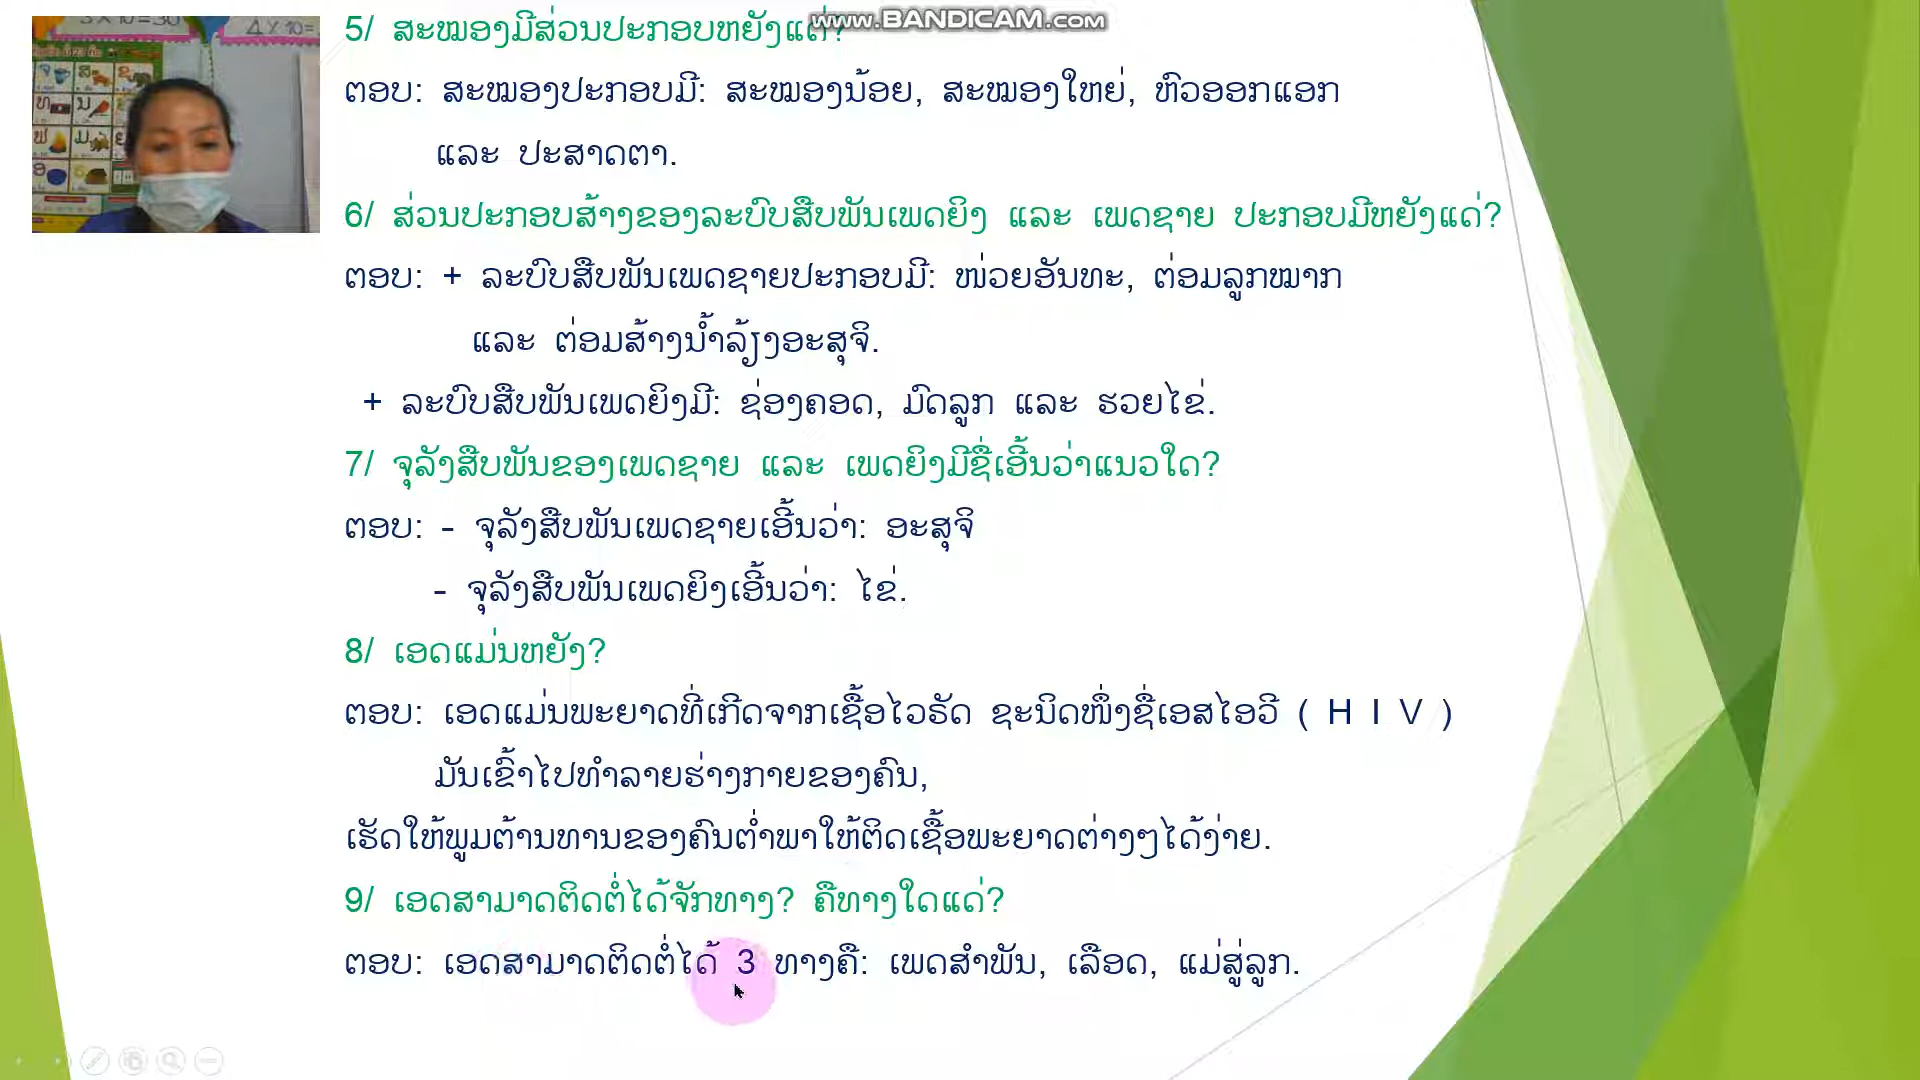 www.BANDICAM.com
5/ ສະໝອງມີສ່ວນປະກອບຫຍັງແດ່?
ຕອບ: ສະໝອງປະກອບມີ: ສະໝອງນ້ອຍ, ສະໝອງໃຫຍ່, ຫົວອອກແອກ
ແລະ ປະສາດຕາ.
6/ ສ່ວນປະກອບສ້າງຂອງລະບົບສືບພັນເພດຍິງ ແລະ ເພດຊາຍ ປະກອບມີຫຍັງແດ່?
ຕອບ: + ລະບົບສືບພັນເພດຊາຍປະກອບມີ: ໜ່ວຍອັນທະ, ຕ່ອມລູກໝາກ
ແລະ ຕ່ອມສ້າງນ້ຳລ້ຽງອະສຸຈິ.
+ ລະບົບສືບພັນເພດຍິງມີ: ຊ່ອງຄອດ, ມົດລູກ ແລະ ຮວຍໄຂ່.
7/ ຈຸລັງສືບພັນຂອງເພດຊາຍ ແລະ ເພດຍິງມີຊື່ເອີ້ນວ່າແນວໃດ?
ຕອບ: - ຈຸລັງສືບພັນເພດຊາຍເອີ້ນວ່າ: ອະສຸຈິ
- ຈຸລັງສືບພັນເພດຍິງເອີ້ນວ່າ: ໄຂ່.
8/ ເອດແມ່ນຫຍັງ?
ຕອບ: ເອດແມ່ນພະຍາດທີ່ເກີດຈາກເຊື້ອໄວຣັດ ຊະນິດໜຶ່ງຊື່ເອສໄອວີ ( H I V )
ມັນເຂົ້າໄປທຳລາຍຮ່າງກາຍຂອງຄົນ,
ເຮັດໃຫ້ພູມຕ້ານທານຂອງຄົນຕ່ຳພາໃຫ້ຕິດເຊື້ອພະຍາດຕ່າງໆໄດ້ງ່າຍ.
9/ ເອດສາມາດຕິດຕໍ່ໄດ້ຈັກທາງ? ຄືທາງໃດແດ່?
ຕອບ: ເອດສາມາດຕິດຕໍ່ໄດ້ 3 ທາງຄື: ເພດສຳພັນ, ເລືອດ, ແມ່ສູ່ລູກ.